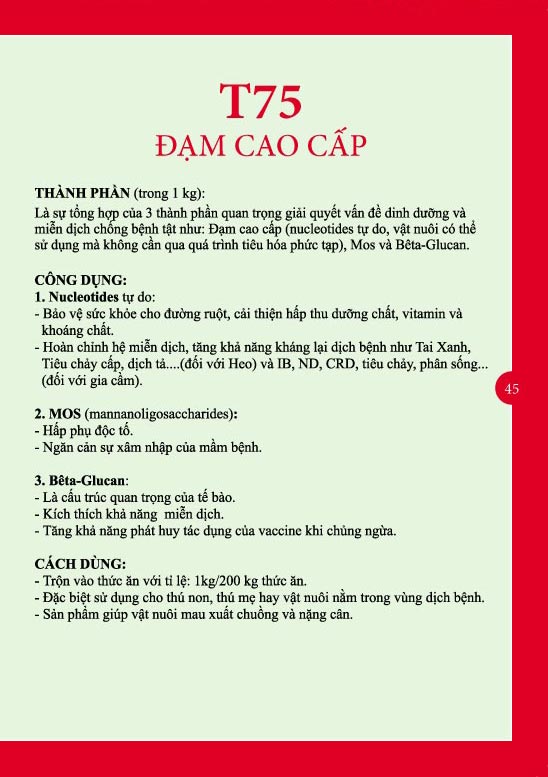 T75
ĐẠM CAO CẤP
THÀNH PHẦN (trong 1 kg):
Là sự tổng hợp của 3 thành phần quan trọng giải quyết vấn đề dinh dưỡng và
miễn dịch chống bệnh tật như: Đạm cao cấp (nucleotides tự do, vật nuôi có thể
sử dụng mà không cần qua quá trình tiêu hóa phức tạp), Mos và Bêta-Glucan.
CÔNG DỤNG:
1. Nucleotides tự do:
- Bảo vệ sức khỏe cho đường ruột, cải thiện hấp thu dưỡng chất, vitamin và
khoáng chất.
- Hoàn chỉnh hệ miễn dịch, tăng khả năng kháng lại dịch bệnh như Tai Xanh,
Tiêu chảy cấp, dịch tả....(đối với Heo) và IB, ND, CRD, tiêu chảy, phân sống...
(đối với gia cầm).
45
2. MOS (mannanoligosaccharides):
- Hấp phụ độc tố.
- Ngăn cản sự xâm nhập của mầm bệnh.
3. Bêta-Glucan:
- Là cấu trúc quan trọng của tế bào.
- Kích thích khả năng  miễn dịch.
- Tăng khả năng phát huy tác dụng của vaccine khi chủng ngừa.
CÁCH DÙNG:
- Trộn vào thức ăn với tỉ lệ: 1kg/200 kg thức ăn.
- Đặc biệt sử dụng cho thú non, thú mẹ hay vật nuôi nằm trong vùng dịch bệnh.
- Sản phẩm giúp vật nuôi mau xuất chuồng và nặng cân.